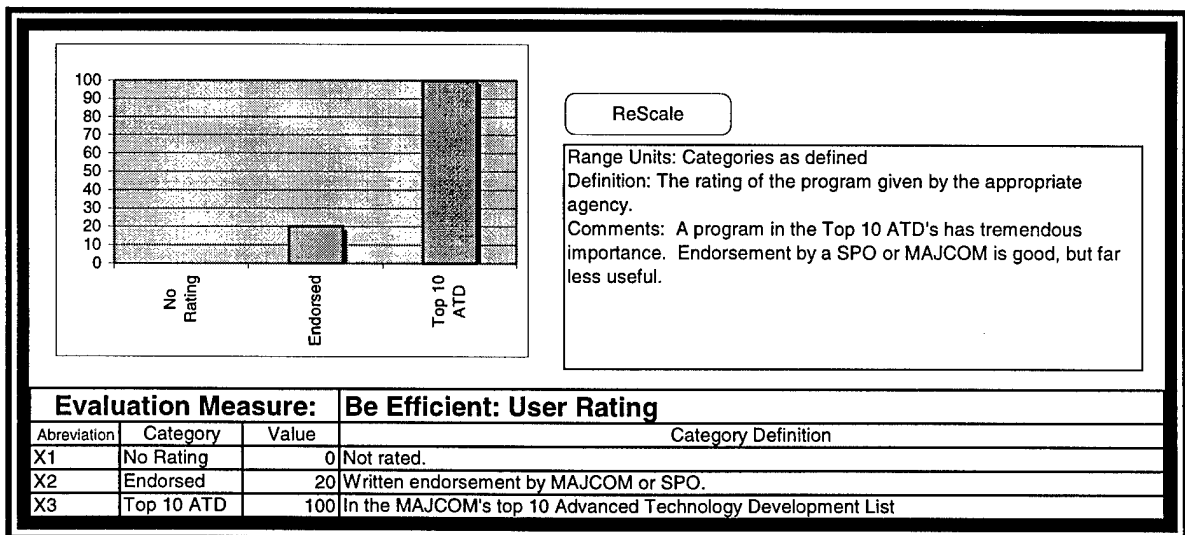 100
90
80
70
60
50
40
30
20
10
0
No Rating
Endorsed
Top 10 ATD
ReScale
Range Units: Categories as defined
Definition: The rating of the program given by the appropriate
agency.
Comments: A program in the Top 10 ATD's has tremendous
importance. Endorsement by a SPO or MAJCOM is good, but far
less useful.
Evaluation Measure: Be Efficient: User Rating
Abreviation Category Value Category Definition
X1 No Rating 0 Not rated.
X2 Endorsed 20 Written endorsement by MAJCOM or SPO.
X3 Top 10 ATD 100 In the MAJCOM's top 10 Advanced Technology Development List